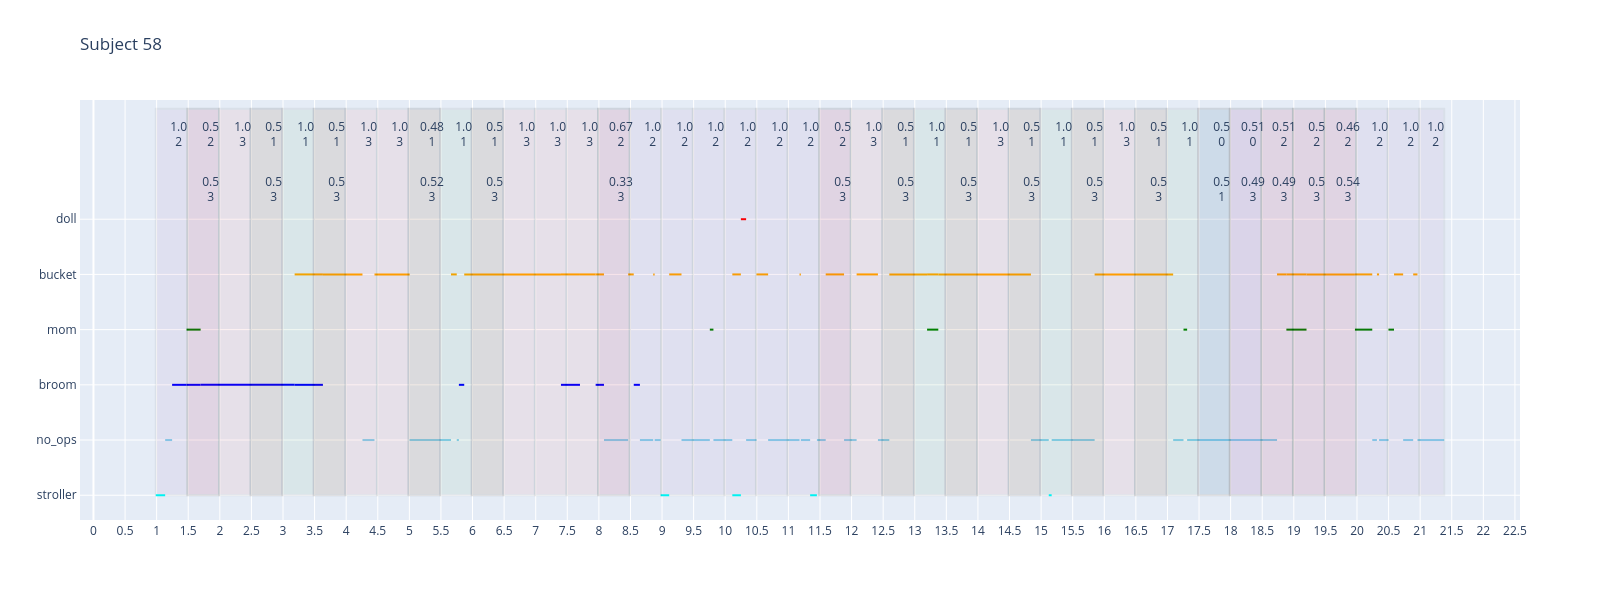 Subject 58
1.0 0.5 1.0 0.5 1.0 0.5 1.0 1.0 0.48 1.0 0.5 1.0 1.0 1.0 0.67 1.0 1.0 1.0 1.0 1.0 1.0 0.5 1.0 0.5 1.0 0.5 1.0 0.5 1.0 0.5 1.0 0.5 1.0 0.5 0.51 0.51 0.5 0.46 1.0 1.0 1.0
2 2 3 1 1 1 3 3 1 1 1 3 3 3 2 2 2 2 2 2 2 2 3 1 1 1 3 1 1 1 3 1 1 0 0 2 2 2 2 2 2
0.5 0.5 0.5 0.52 0.5 0.33 0.5 0.5 0.5 0.5 0.5 0.5 0.5 0.49 0.49 0.5 0.54
3 3 3 3 3 3 3 3 3 3 3 3 1 3 3 3 3
doll
bucket
mom
broom
no_ops
stroller
0 0.5 1 1.5 2 2.5 3 3.5 4 4.5 5 5.5 6 6.5 7 7.5 8 8.5 9 9.5 10 10.5 11 11.5 12 12.5 13 13.5 14 14.5 15 15.5 16 16.5 17 17.5 18 18.5 19 19.5 20 20.5 21 21.5 22 22.5